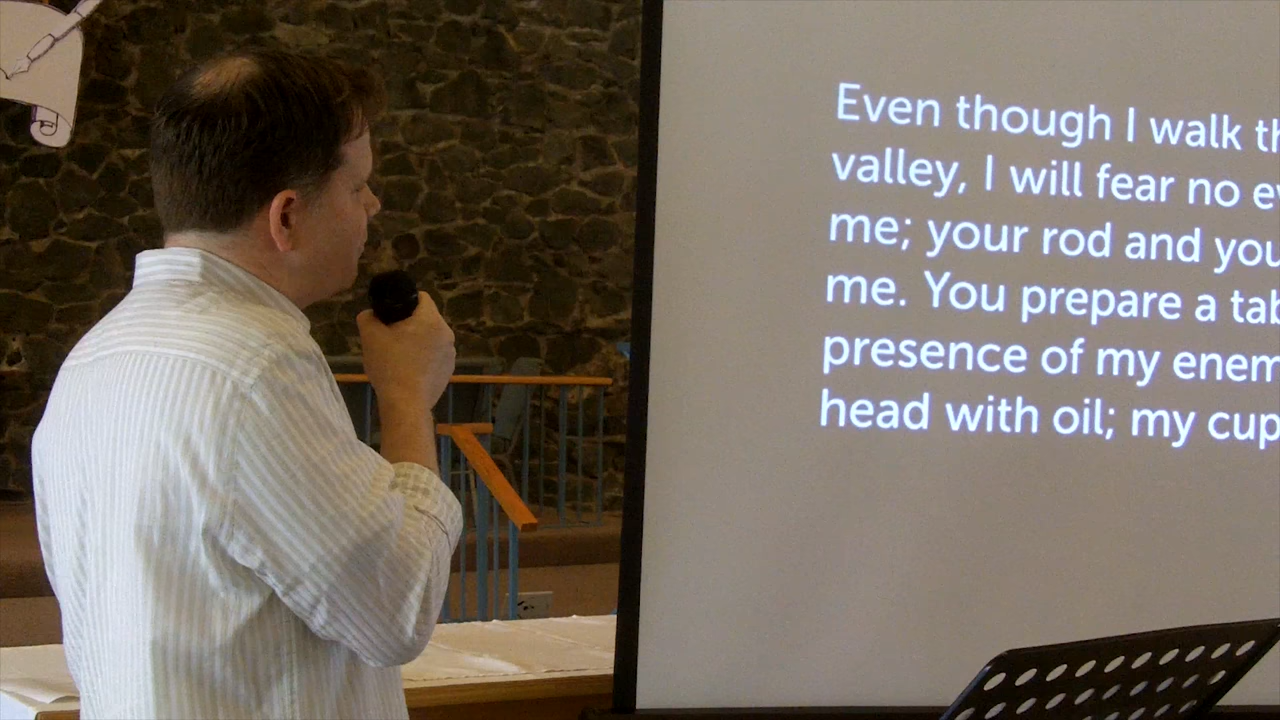 Even though I walk th
valley, I will fear no ev
me; your rod and you
me. You prepare a tab
presence of my enem
head with oil; my cup